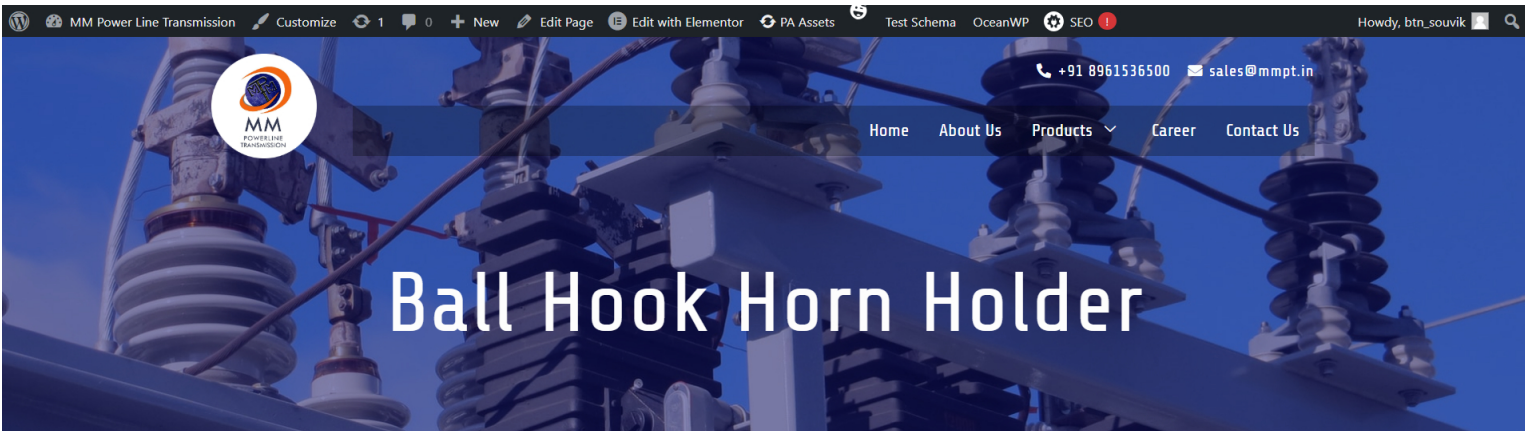 MM Power Line Transmission Customize 1 0 New Edit Page Edit with Elementor PA Assets Test Schema OceanWP SEO ! Howdy, btn_souvik
+91 8961536500 sales@mmpt.in
MM
POWERLINE
TRANSMISSION
Home About Us Products Career Contact Us
Ball Hook Horn Holder